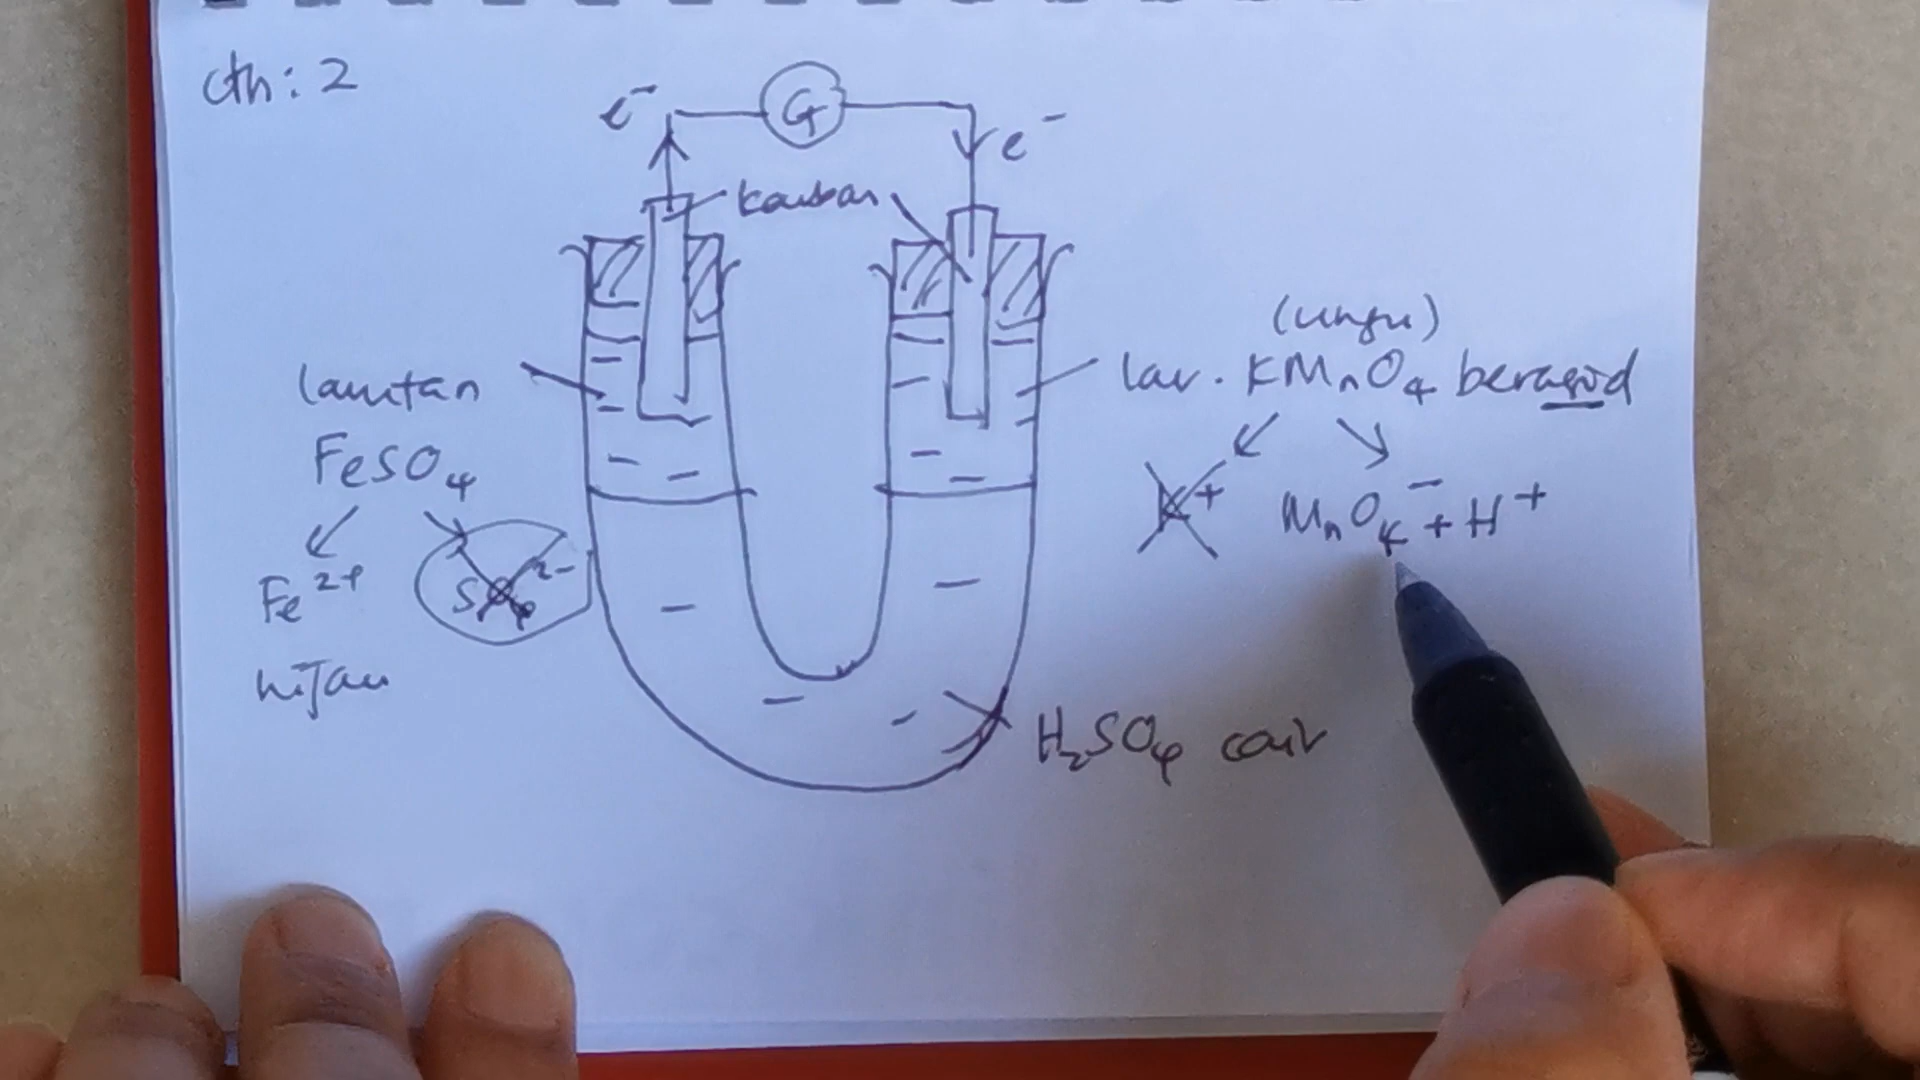 cth : 2
e⁻
G
e⁻
karbon
larutan
FeSO₄
Fe²⁺
SO₄²⁻
hijau
(ungu)
lar. KMnO₄ berasid
K⁺
MnO₄⁻ + H⁺
H₂SO₄ cair